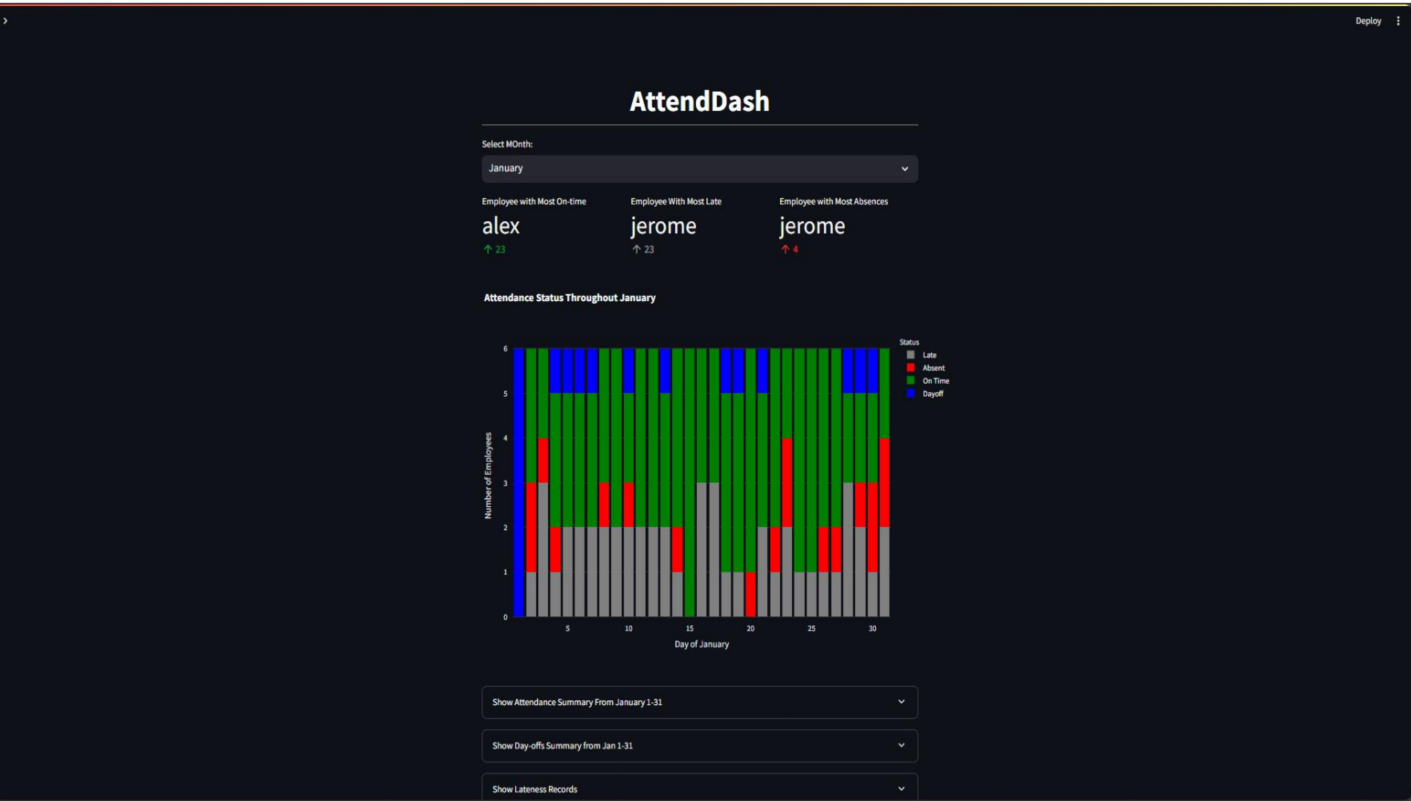 Deploy
AttendDash
Select MOnth:
January
Employee with Most On-time
Employee With Most Late
Employee with Most Absences
alex
jerome
jerome
↑ 23
↑ 23
↑ 4
Attendance Status Throughout January
Status
Late
Absent
On Time
Dayoff
Number of Employees
6
5
4
3
2
1
0
5
10
15
20
25
30
Day of January
Show Attendance Summary From January 1-31
Show Day-offs Summary from Jan 1-31
Show Lateness Records